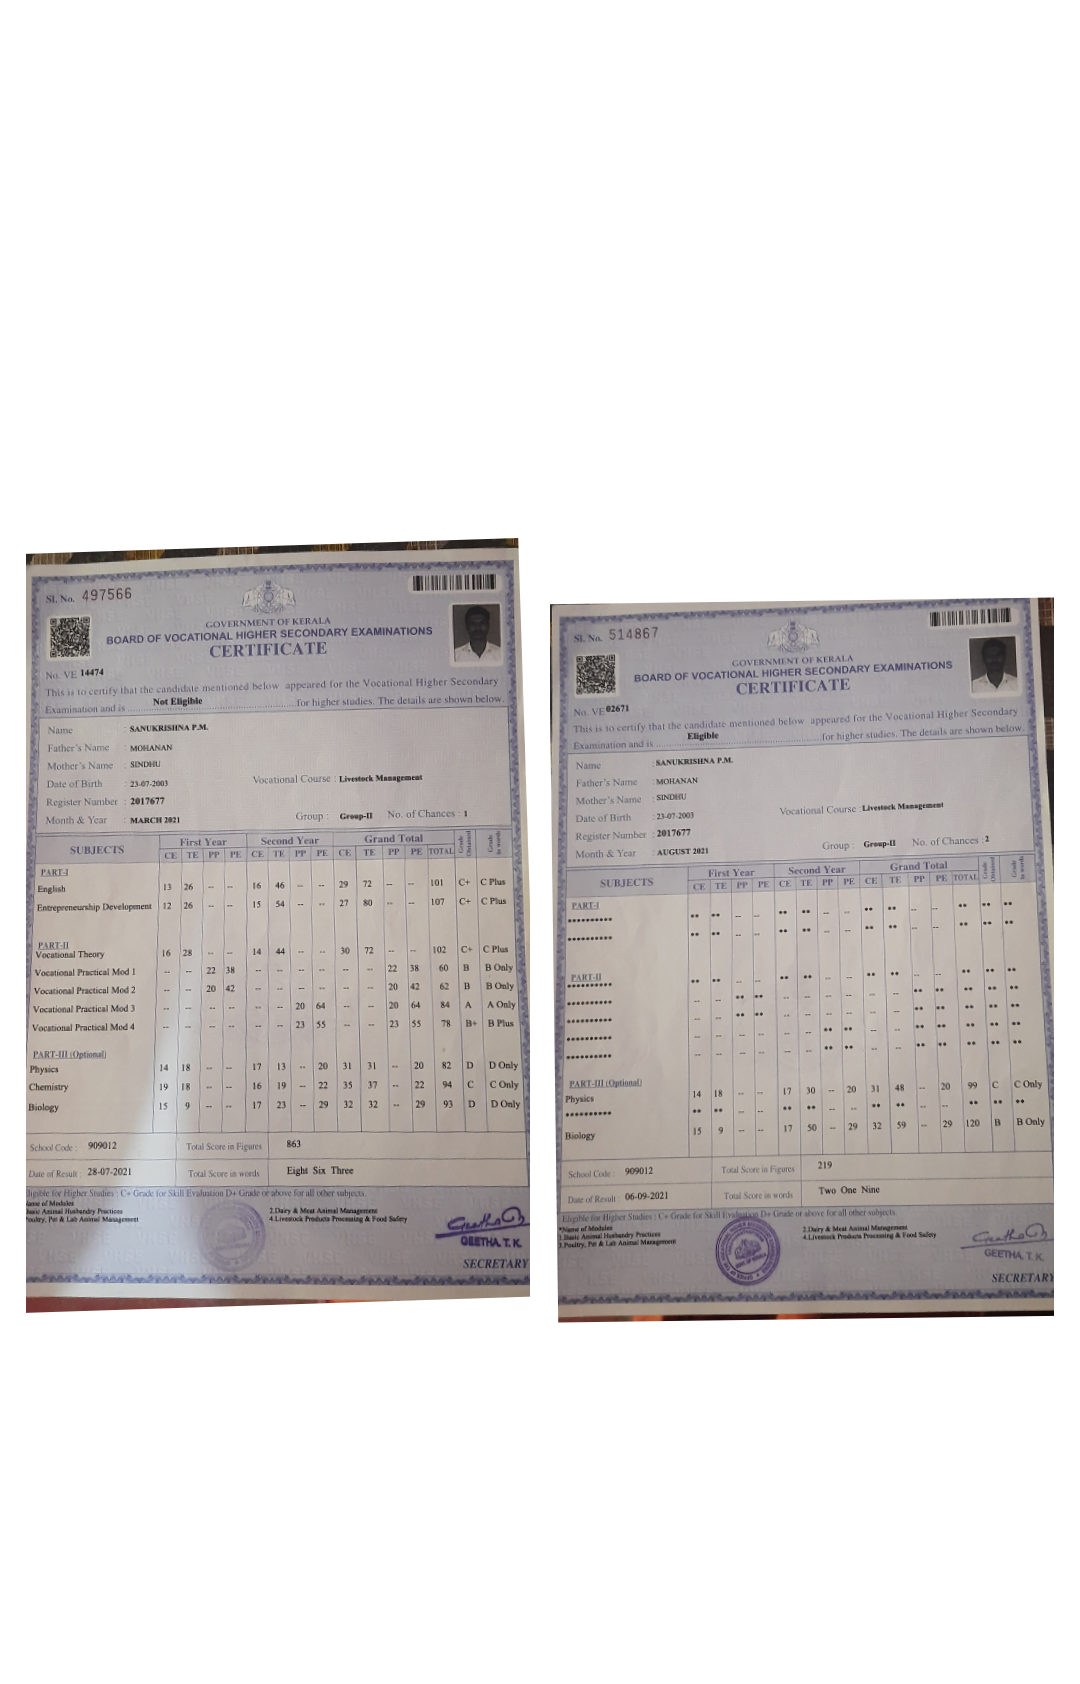 Sl. No. 497566
GOVERNMENT OF KERALA
BOARD OF VOCATIONAL HIGHER SECONDARY EXAMINATIONS
CERTIFICATE
No. VE 14474
This is to certify that the candidate mentioned below appeared for the Vocational Higher Secondary
Examination and is Not Eligible for higher studies. The details are shown below.
Name : SANUKRISHNA P.M.
Father's Name : MOHANAN
Mother's Name : SINDHU
Date of Birth : 23-07-2003 Vocational Course : Livestock Management
Register Number : 2017677
Month & Year : MARCH 2021 Group : Group-II No. of Chances : 1
SUBJECTS First Year Second Year Grand Total Grade Obtained Grade in words
CE TE PP PE CE TE PP PE CE TE PP PE TOTAL
PART-I
English 13 26 -- -- 16 46 -- -- 29 72 -- -- 101 C+ C Plus
Entrepreneurship Development 12 26 -- -- 15 54 -- -- 27 80 -- -- 107 C+ C Plus
PART-II
Vocational Theory 16 28 -- -- 14 44 -- -- 30 72 -- -- 102 C+ C Plus
Vocational Practical Mod 1 -- -- 22 38 -- -- -- -- -- -- 22 38 60 B B Only
Vocational Practical Mod 2 -- -- 20 42 -- -- -- -- -- -- 20 42 62 B B Only
Vocational Practical Mod 3 -- -- -- -- -- -- 20 64 -- -- 20 64 84 A A Only
Vocational Practical Mod 4 -- -- -- -- -- -- 23 55 -- -- 23 55 78 B+ B Plus
PART-III (Optional)
Physics 14 18 -- -- 17 13 -- 20 31 31 -- 20 82 D D Only
Chemistry 19 18 -- -- 16 19 -- 22 35 37 -- 22 94 C C Only
Biology 15 9 -- -- 17 23 -- 29 32 32 -- 29 93 D D Only
School Code : 909012 Total Score in Figures 863
Date of Result : 28-07-2021 Total Score in words Eight Six Three
Eligible for Higher Studies : C+ Grade for Skill Evaluation D+ Grade or above for all other subjects.
Name of Modules
Basic Animal Husbandry Practices 2.Dairy & Meat Animal Management
Poultry, Pet & Lab Animal Management 4.Livestock Products Processing & Food Safety
GEETHA. T. K.
SECRETARY
Sl. No. 514867
GOVERNMENT OF KERALA
BOARD OF VOCATIONAL HIGHER SECONDARY EXAMINATIONS
CERTIFICATE
No. VE 02671
This is to certify that the candidate mentioned below appeared for the Vocational Higher Secondary
Examination and is Eligible for higher studies. The details are shown below.
Name : SANUKRISHNA P.M.
Father's Name : MOHANAN
Mother's Name : SINDHU
Date of Birth : 23-07-2003 Vocational Course : Livestock Management
Register Number : 2017677
Month & Year : AUGUST 2021 Group : Group-II No. of Chances : 2
SUBJECTS First Year Second Year Grand Total Grade Obtained Grade in words
CE TE PP PE CE TE PP PE CE TE PP PE TOTAL
PART-I
********** ** ** -- -- ** ** -- -- ** ** -- -- ** ** **
********** ** ** -- -- ** ** -- -- ** ** -- -- ** ** **
PART-II
********** ** ** -- -- ** ** -- -- ** ** -- -- ** ** **
********** -- -- ** ** -- -- -- -- -- -- ** ** ** ** **
********** -- -- ** ** -- -- -- -- -- -- ** ** ** ** **
********** -- -- -- -- -- -- ** ** -- -- ** ** ** ** **
********** -- -- -- -- -- -- ** ** -- -- ** ** ** ** **
PART-III (Optional)
Physics 14 18 -- -- 17 30 -- 20 31 48 -- 20 99 C C Only
********** ** ** -- -- ** ** -- ** ** ** -- ** ** ** **
Biology 15 9 -- -- 17 50 -- 29 32 59 -- 29 120 B B Only
School Code : 909012 Total Score in Figures 219
Date of Result : 06-09-2021 Total Score in words Two One Nine
Eligible for Higher Studies : C+ Grade for Skill Evaluation D+ Grade or above for all other subjects.
*Name of Modules
1.Basic Animal Husbandry Practices 2.Dairy & Meat Animal Management
3.Poultry, Pet & Lab Animal Management 4.Livestock Products Processing & Food Safety
GEETHA. T. K.
SECRETARY